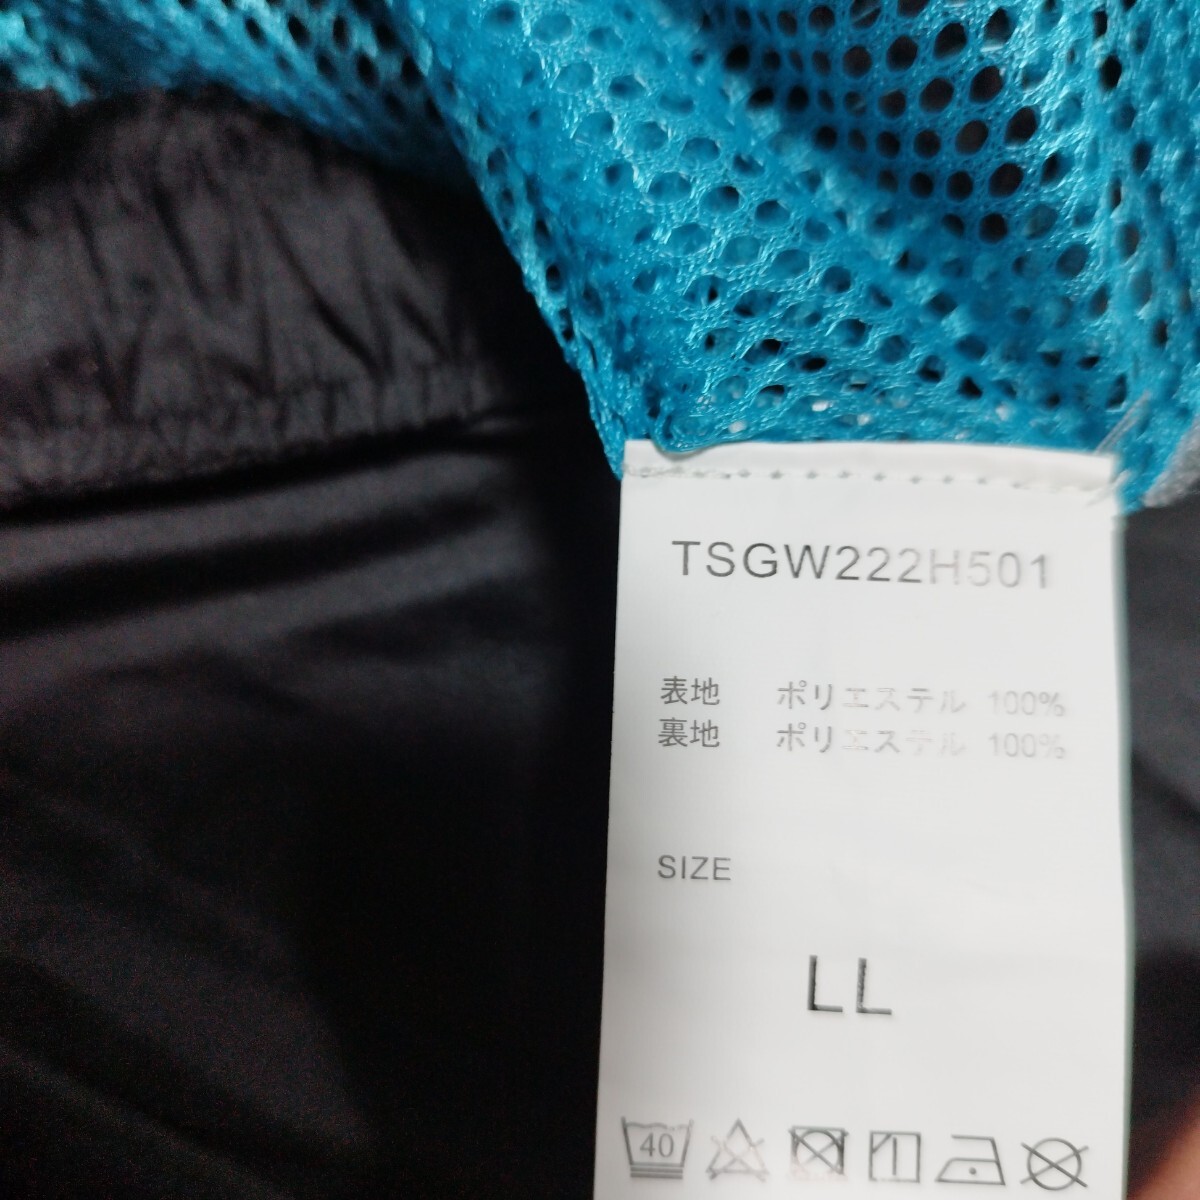 TSGW222H501
表地 ポリエステル 100%
裏地 ポリエステル 100%
SIZE
LL
40